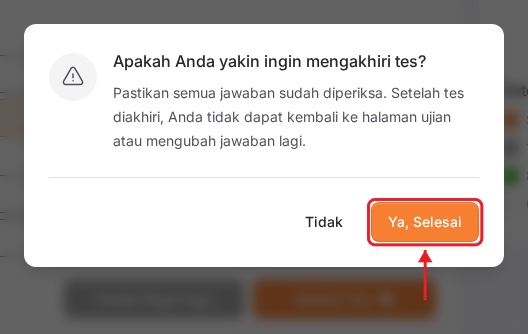 Apakah Anda yakin ingin mengakhiri tes?
Pastikan semua jawaban sudah diperiksa. Setelah tes
diakhiri, Anda tidak dapat kembali ke halaman ujian
atau mengubah jawaban lagi.
Tidak
Ya, Selesai